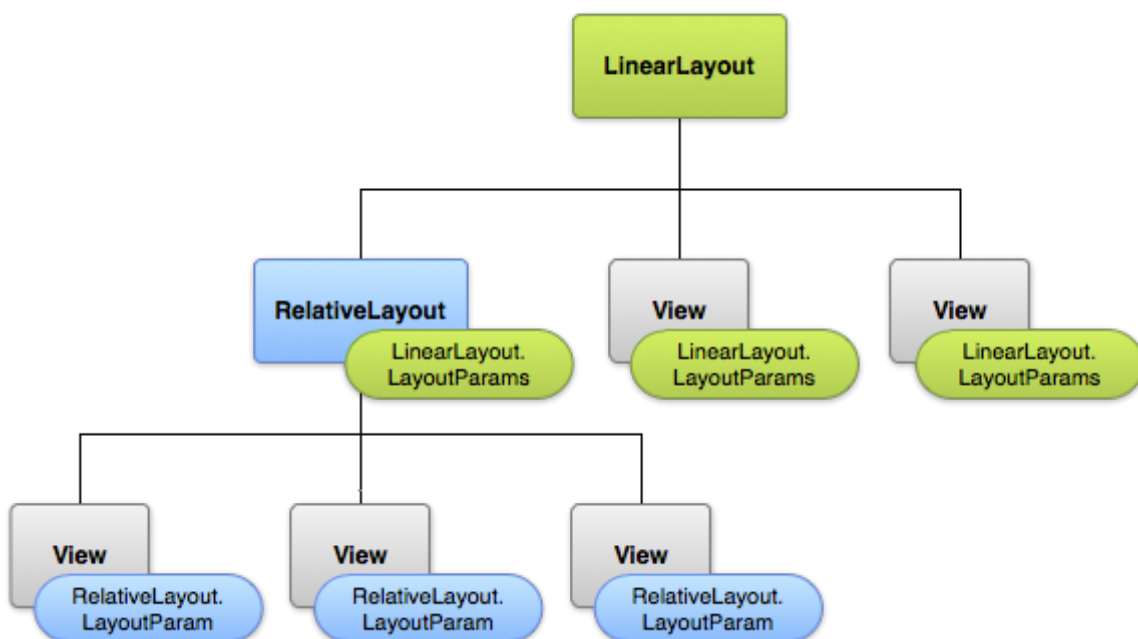 LinearLayout
RelativeLayout
LinearLayout.
LayoutParams
View
LinearLayout.
LayoutParams
View
LinearLayout.
LayoutParams
View
RelativeLayout.
LayoutParam
View
RelativeLayout.
LayoutParam
View
RelativeLayout.
LayoutParam